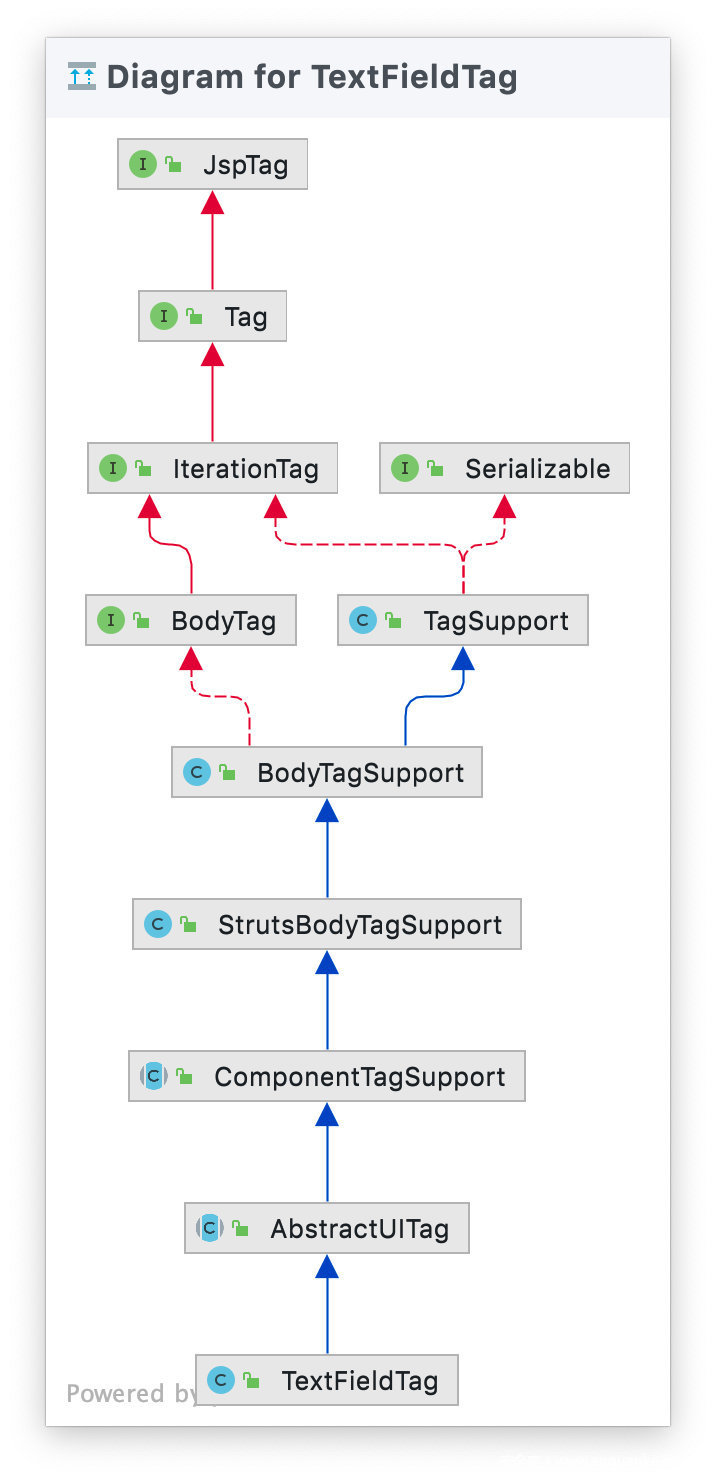 Diagram for TextFieldTag
I JspTag
I Tag
I IterationTag
I Serializable
I BodyTag
C TagSupport
C BodyTagSupport
C StrutsBodyTagSupport
C ComponentTagSupport
C AbstractUITag
C TextFieldTag
Powered by